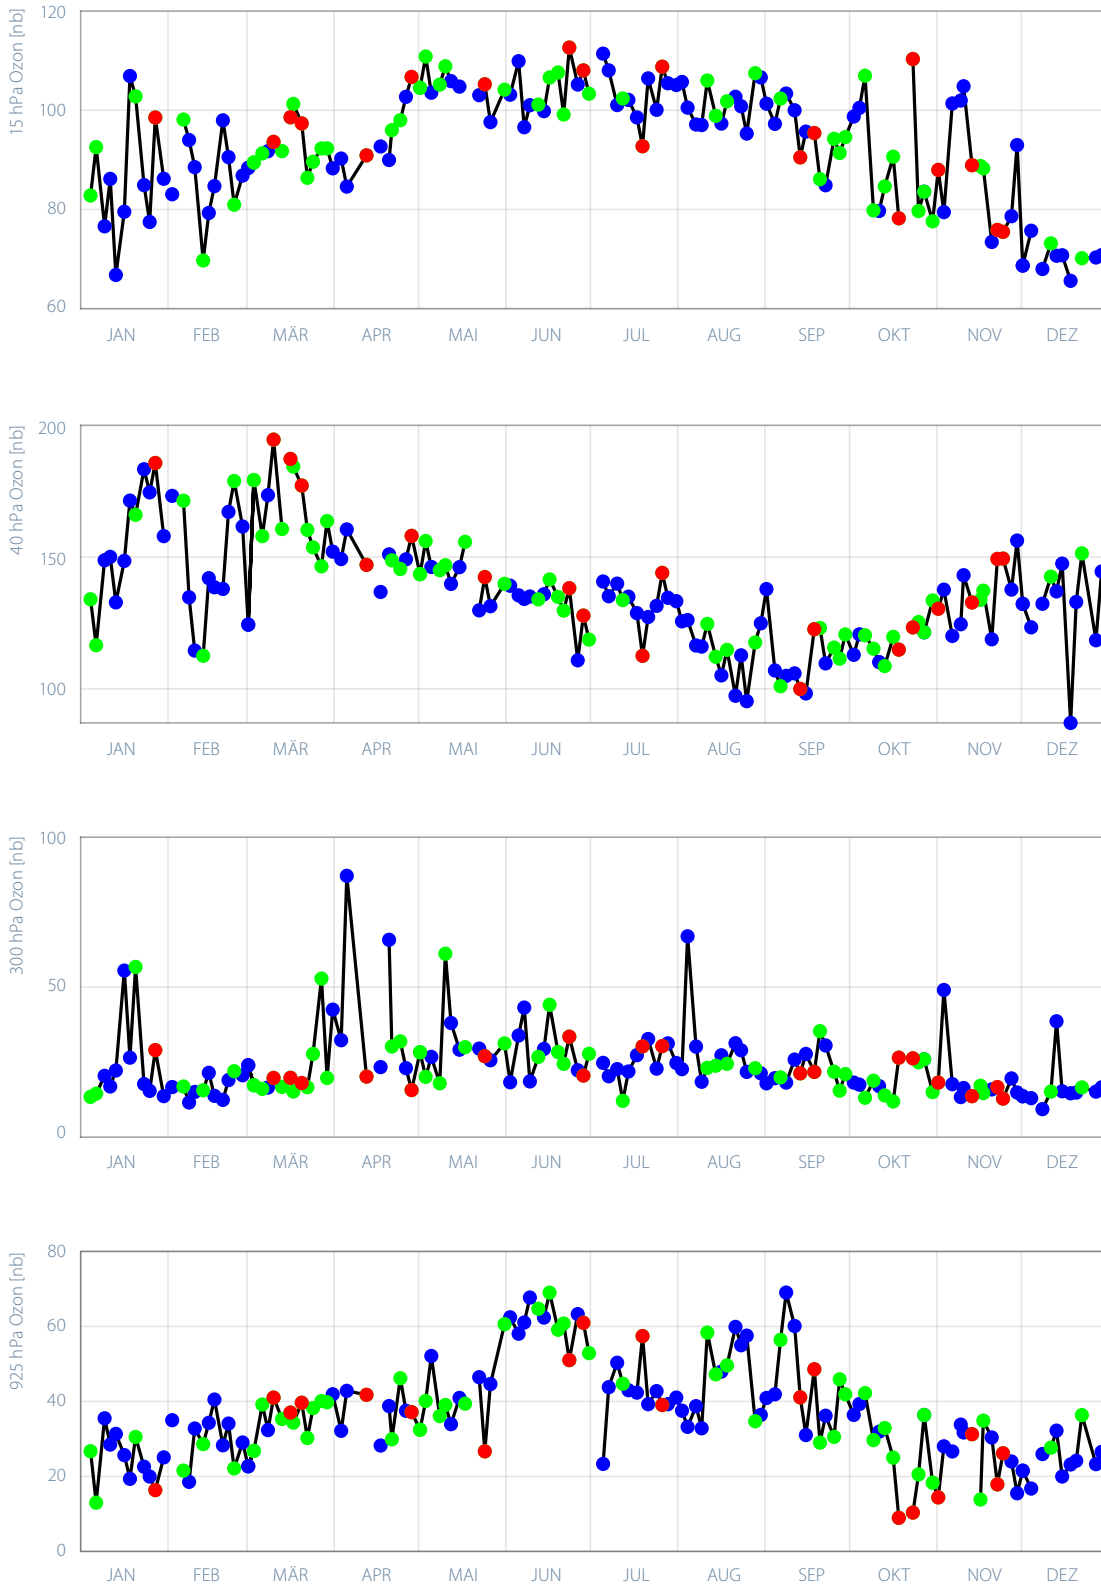 15 hPa Ozon [nb]
120
100
80
60
JAN FEB MÄR APR MAI JUN JUL AUG SEP OKT NOV DEZ
40 hPa Ozon [nb]
200
150
100
JAN FEB MÄR APR MAI JUN JUL AUG SEP OKT NOV DEZ
300 hPa Ozon [nb]
100
50
0
JAN FEB MÄR APR MAI JUN JUL AUG SEP OKT NOV DEZ
925 hPa Ozon [nb]
80
60
40
20
0
JAN FEB MÄR APR MAI JUN JUL AUG SEP OKT NOV DEZ